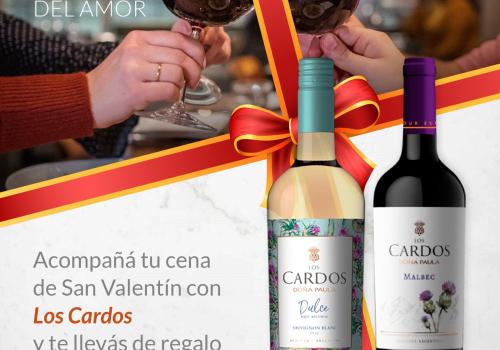 DEL AMOR
Acompañá tu cena
de San Valentín con
Los Cardos
y te llevás de regalo
LOS
CARDOS
DOÑA PAULA
Dulce
SAUVIGNON BLANC
LOS
CARDOS
DOÑA PAULA
MALBEC